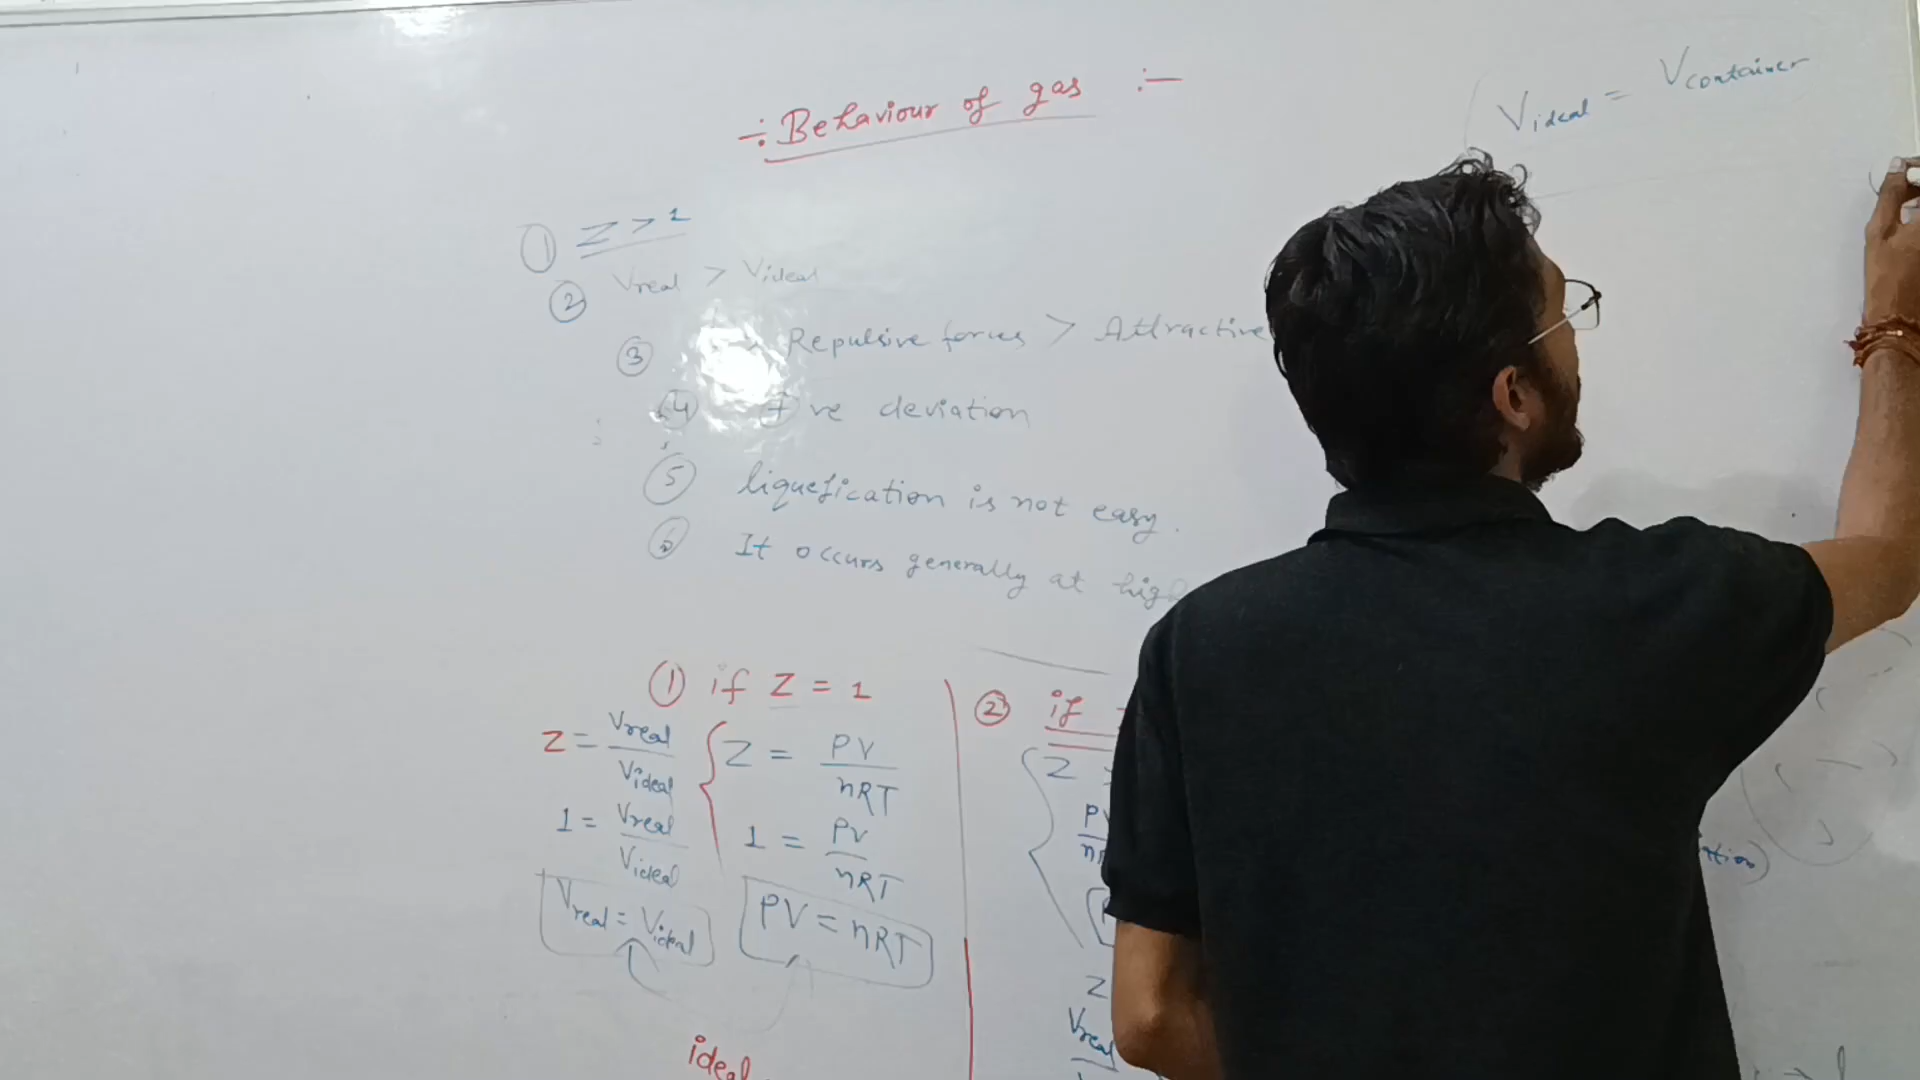 ÷ Behaviour of gas :-
Videal = Vcontainer
① Z > 1
② Vreal > Videal
③ Repulsive forces > Attractive
④ +ve deviation
⑤ liquefication is not easy.
⑥ It occurs generally at high
① if Z = 1
Z = Vreal / Videal
1 = Vreal / Videal
Vreal = Videal
Z = PV / nRT
1 = PV / nRT
PV = nRT
ideal
② if
Z
Z
Vreal